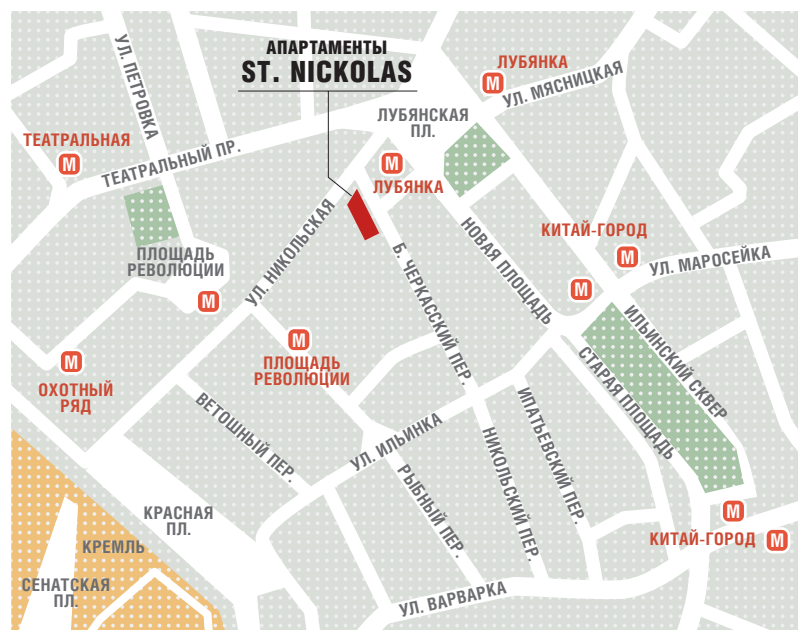 АПАРТАМЕНТЫ
ST. NICKOLAS
УЛ. ПЕТРОВКА
ЛУБЯНКА
М
УЛ. МЯСНИЦКАЯ
ЛУБЯНСКАЯ
ПЛ.
ТЕАТРАЛЬНАЯ
М
ТЕАТРАЛЬНЫЙ ПР.
М
ЛУБЯНКА
УЛ. НИКОЛЬСКАЯ
НОВАЯ ПЛОЩАДЬ
КИТАЙ-ГОРОД
М
М
УЛ. МАРОСЕЙКА
ПЛОЩАДЬ
РЕВОЛЮЦИИ
М
Б. ЧЕРКАССКИЙ ПЕР.
М
ПЛОЩАДЬ
РЕВОЛЮЦИИ
М
ОХОТНЫЙ
РЯД
ИЛЬИНСКИЙ СКВЕР
СТАРАЯ ПЛОЩАДЬ
ВЕТОШНЫЙ ПЕР.
УЛ. ИЛЬИНКА
ИПАТЬЕВСКИЙ ПЕР.
НИКОЛЬСКИЙ ПЕР.
РЫБНЫЙ ПЕР.
КРАСНАЯ
ПЛ.
КРЕМЛЬ
М
КИТАЙ-ГОРОД
М
СЕНАТСКАЯ
ПЛ.
УЛ. ВАРВАРКА